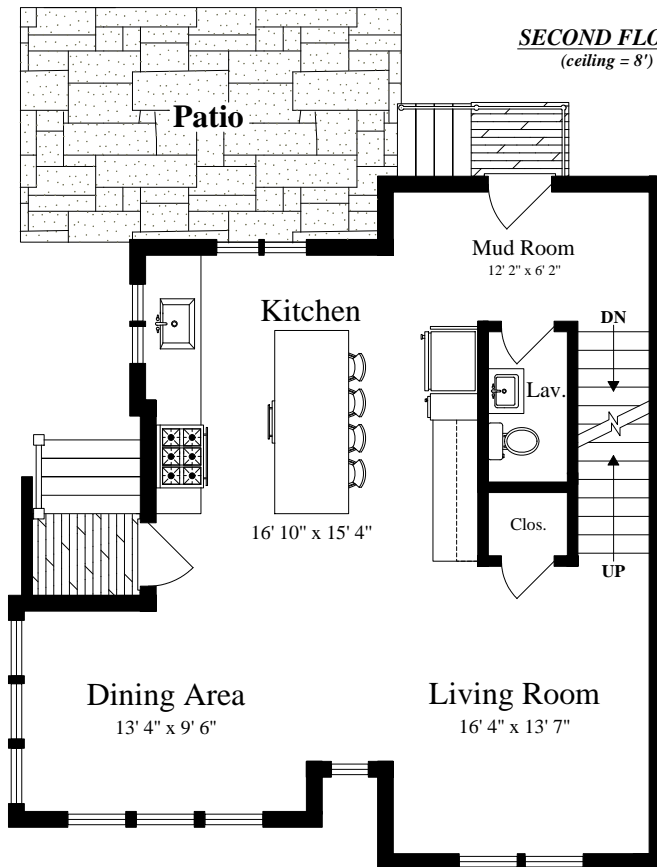 SECOND FLO
(ceiling = 8')
Patio
Mud Room
12' 2" x 6' 2"
Kitchen
DN
Lav.
16' 10" x 15' 4"
Clos.
UP
Dining Area
13' 4" x 9' 6"
Living Room
16' 4" x 13' 7"